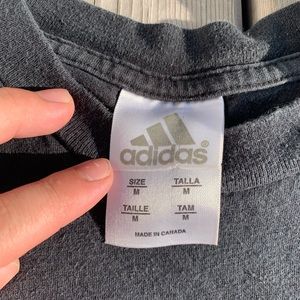 adidas®
SIZE TALLA
M M
TAILLE TAM
M M
MADE IN CANADA